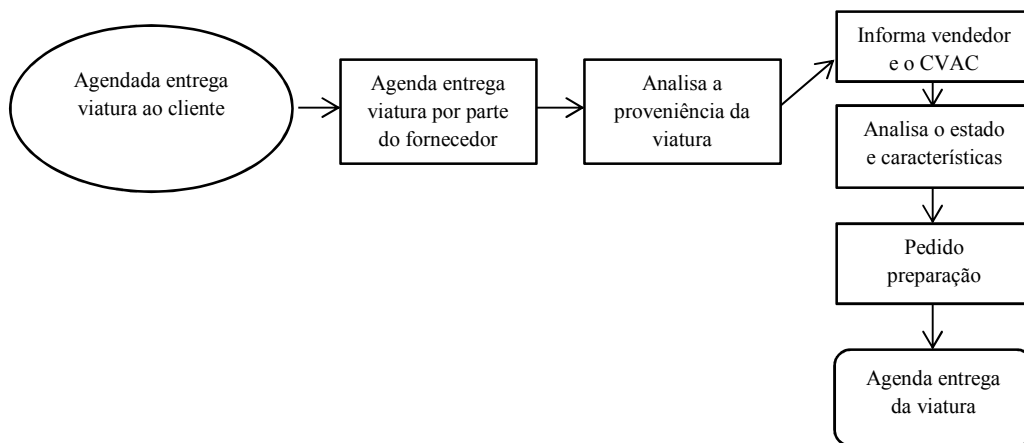 Agendada entrega
viatura ao cliente
Agenda entrega
viatura por parte
do fornecedor
Analisa a
proveniência da
viatura
Informa vendedor
e o CVAC
Analisa o estado
e características
Pedido
preparação
Agenda entrega
da viatura